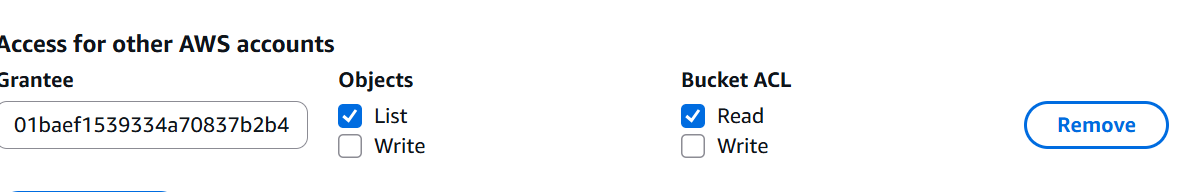 Access for other AWS accounts
Grantee Objects Bucket ACL
01baef1539334a70837b2b4 List Read Remove
Write Write